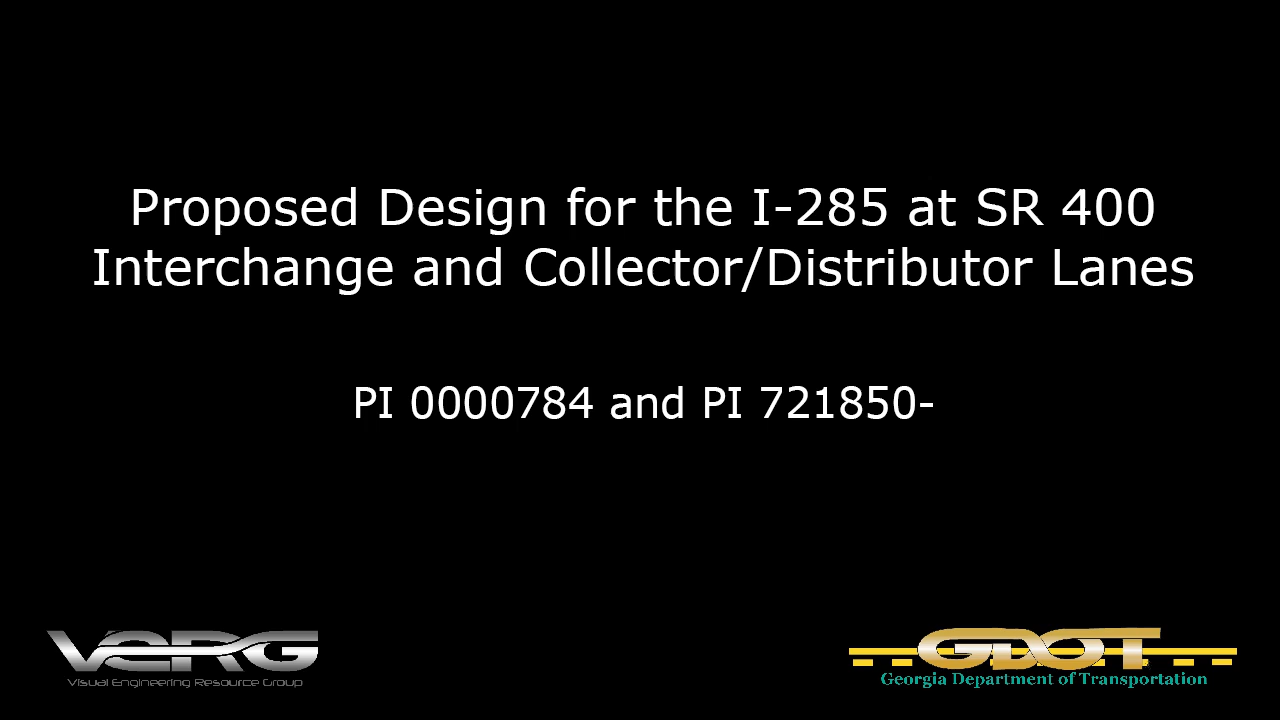 Proposed Design for the I-285 at SR 400
Interchange and Collector/Distributor Lanes
PI 0000784 and PI 721850-
VERG
Visual Engineering Resource Group
GDOT
Georgia Department of Transportation